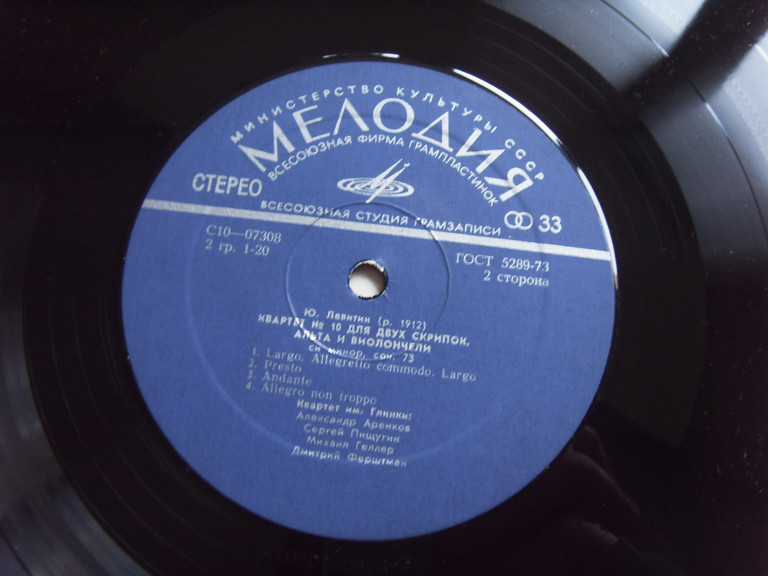 МИНИСТЕРСТВО КУЛЬТУРЫ СССР
МЕЛОДИЯ
ВСЕСОЮЗНАЯ ФИРМА ГРАМПЛАСТИНОК
СТЕРЕО
33
ВСЕСОЮЗНАЯ СТУДИЯ ГРАМЗАПИСИ
С10—07308
2 гр. 1-20
ГОСТ 5289-73
2 сторона
Ю. Левитин (р. 1912)
КВАРТЕТ № 10 ДЛЯ ДВУХ СКРИПОК,
АЛЬТА И ВИОЛОНЧЕЛИ
си минор, соч. 73
1. Largo. Allegretto commodo. Largo
2. Presto
3. Andante
4. Allegro non troppo
Квартет им. Глинки:
Александр Аренков
Сергей Пищугин
Михаил Геллер
Дмитрий Ферштман